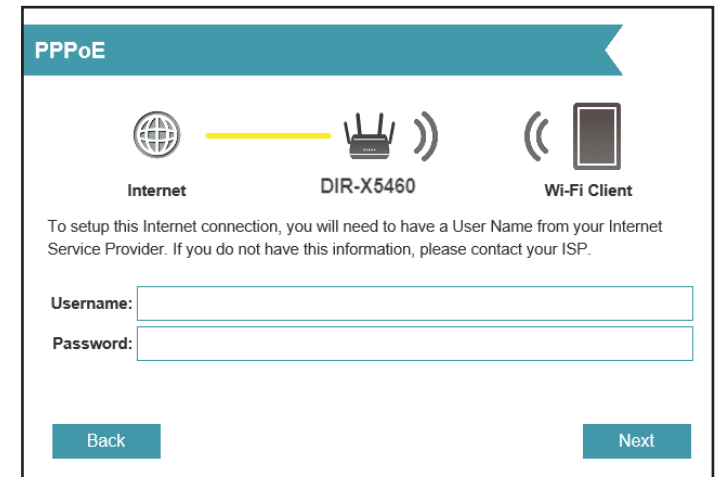 PPPoE
Internet
DIR-X5460
Wi-Fi Client
To setup this Internet connection, you will need to have a User Name from your Internet
Service Provider. If you do not have this information, please contact your ISP.
Username:
Password:
Back
Next